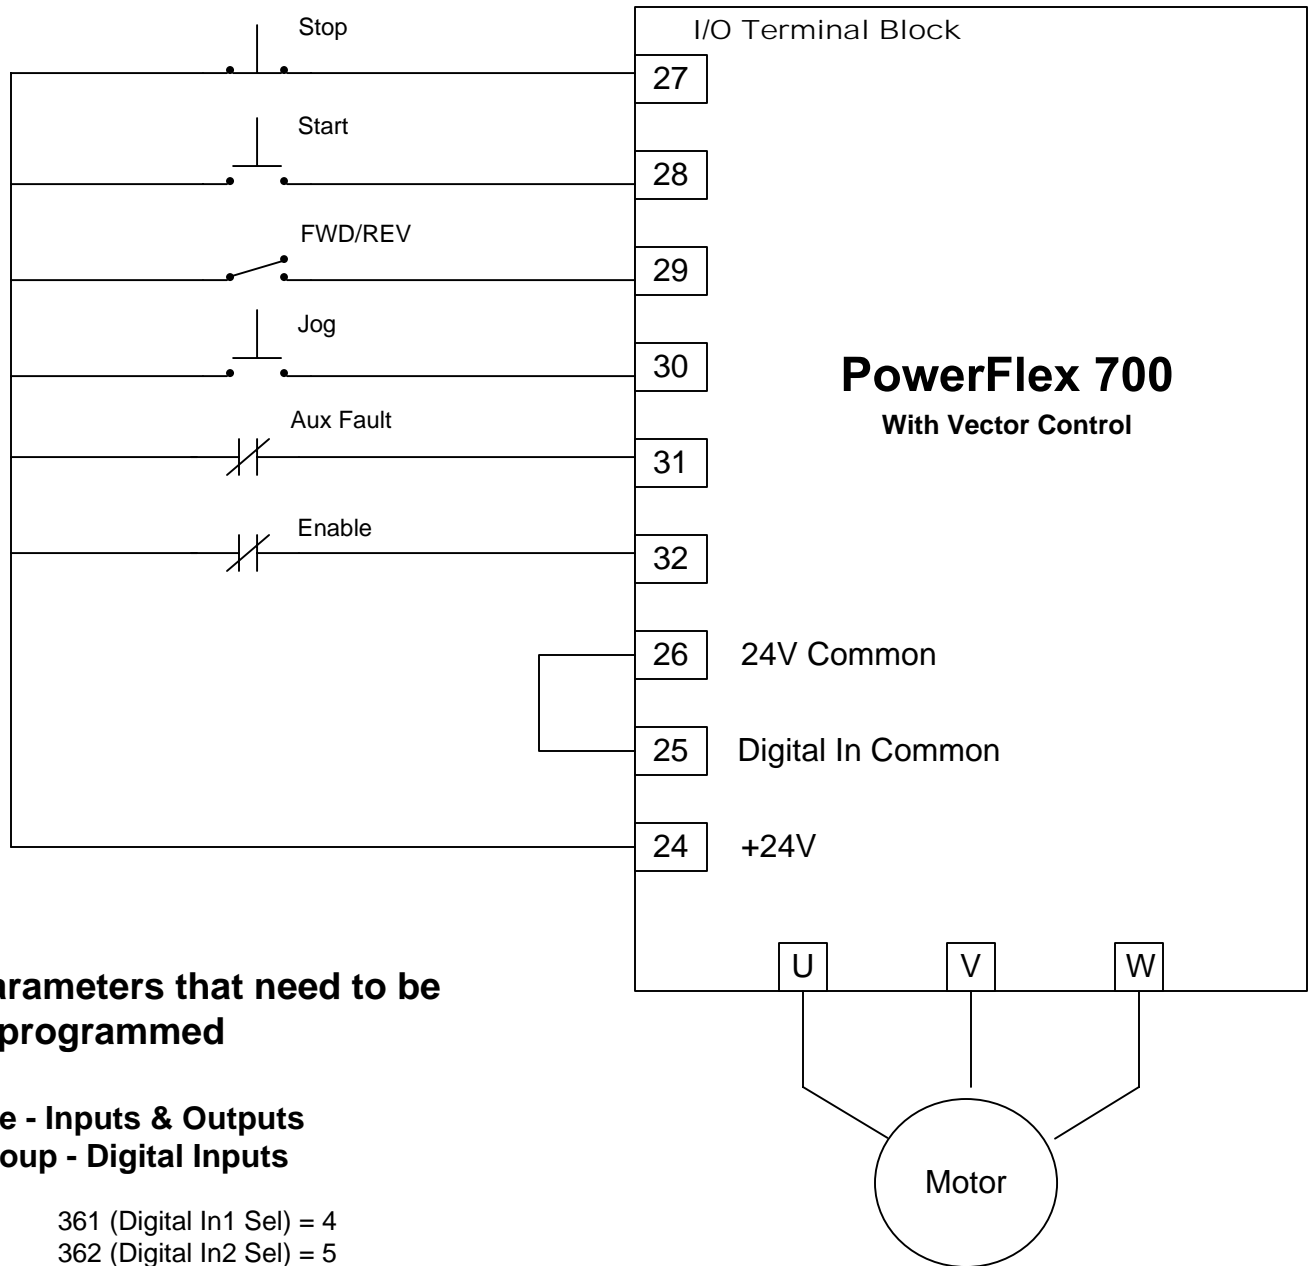 Stop
I/O Terminal Block
27
Start
28
FWD/REV
29
Jog
30
PowerFlex 700
With Vector Control
Aux Fault
31
Enable
32
26 24V Common
25 Digital In Common
24 +24V
U V W
arameters that need to be
programmed
e - Inputs & Outputs
oup - Digital Inputs
Motor
361 (Digital In1 Sel) = 4
362 (Digital In2 Sel) = 5